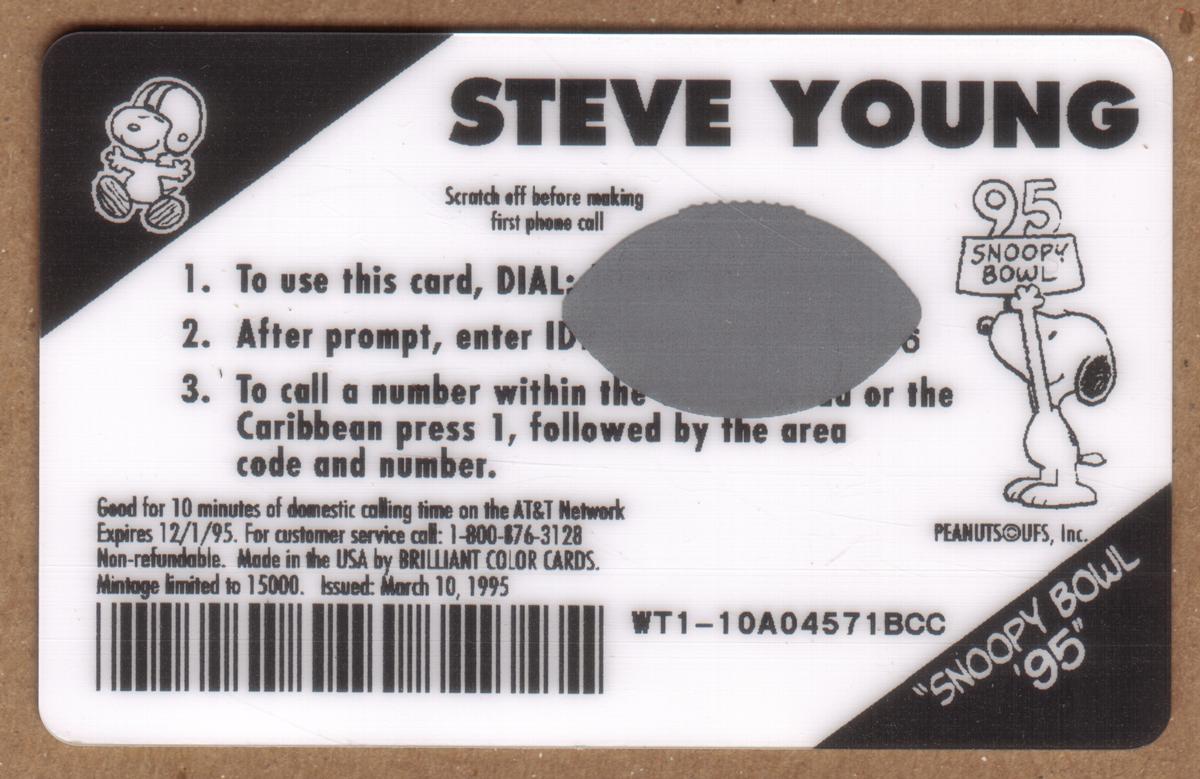 STEVE YOUNG
Scratch off before making
first phone call
1. To use this card, DIAL:
2. After prompt, enter ID
3. To call a number within the or the
Caribbean press 1, followed by the area
code and number.
95
SNOOPY
BOWL
Good for 10 minutes of domestic calling time on the AT&T Network
Expires 12/1/95. For customer service call: 1-800-876-3128
Non-refundable. Made in the USA by BRILLIANT COLOR CARDS.
Mintage limited to 15000. Issued: March 10, 1995
PEANUTS©UFS, Inc.
WT1-10A04571BCC
"SNOOPY BOWL
'95"